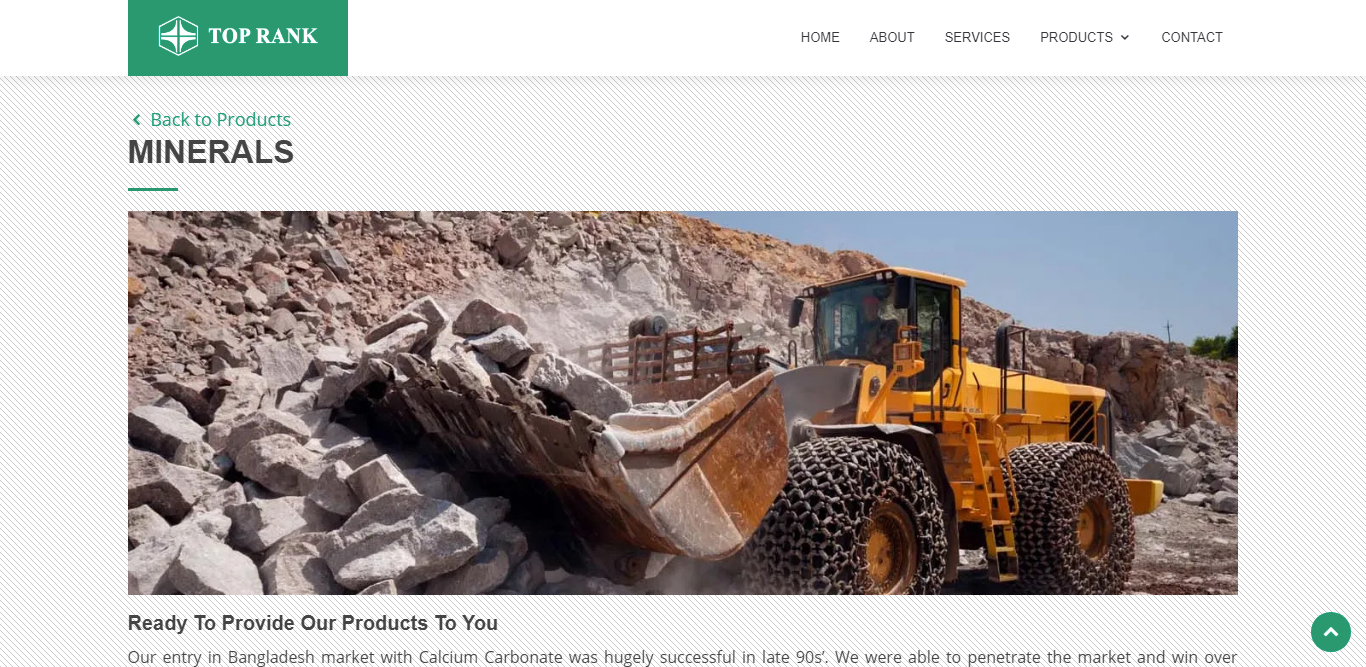 TOP RANK
HOME ABOUT SERVICES PRODUCTS CONTACT
Back to Products
MINERALS
Ready To Provide Our Products To You
Our entry in Bangladesh market with Calcium Carbonate was hugely successful in late 90s’. We were able to penetrate the market and win over